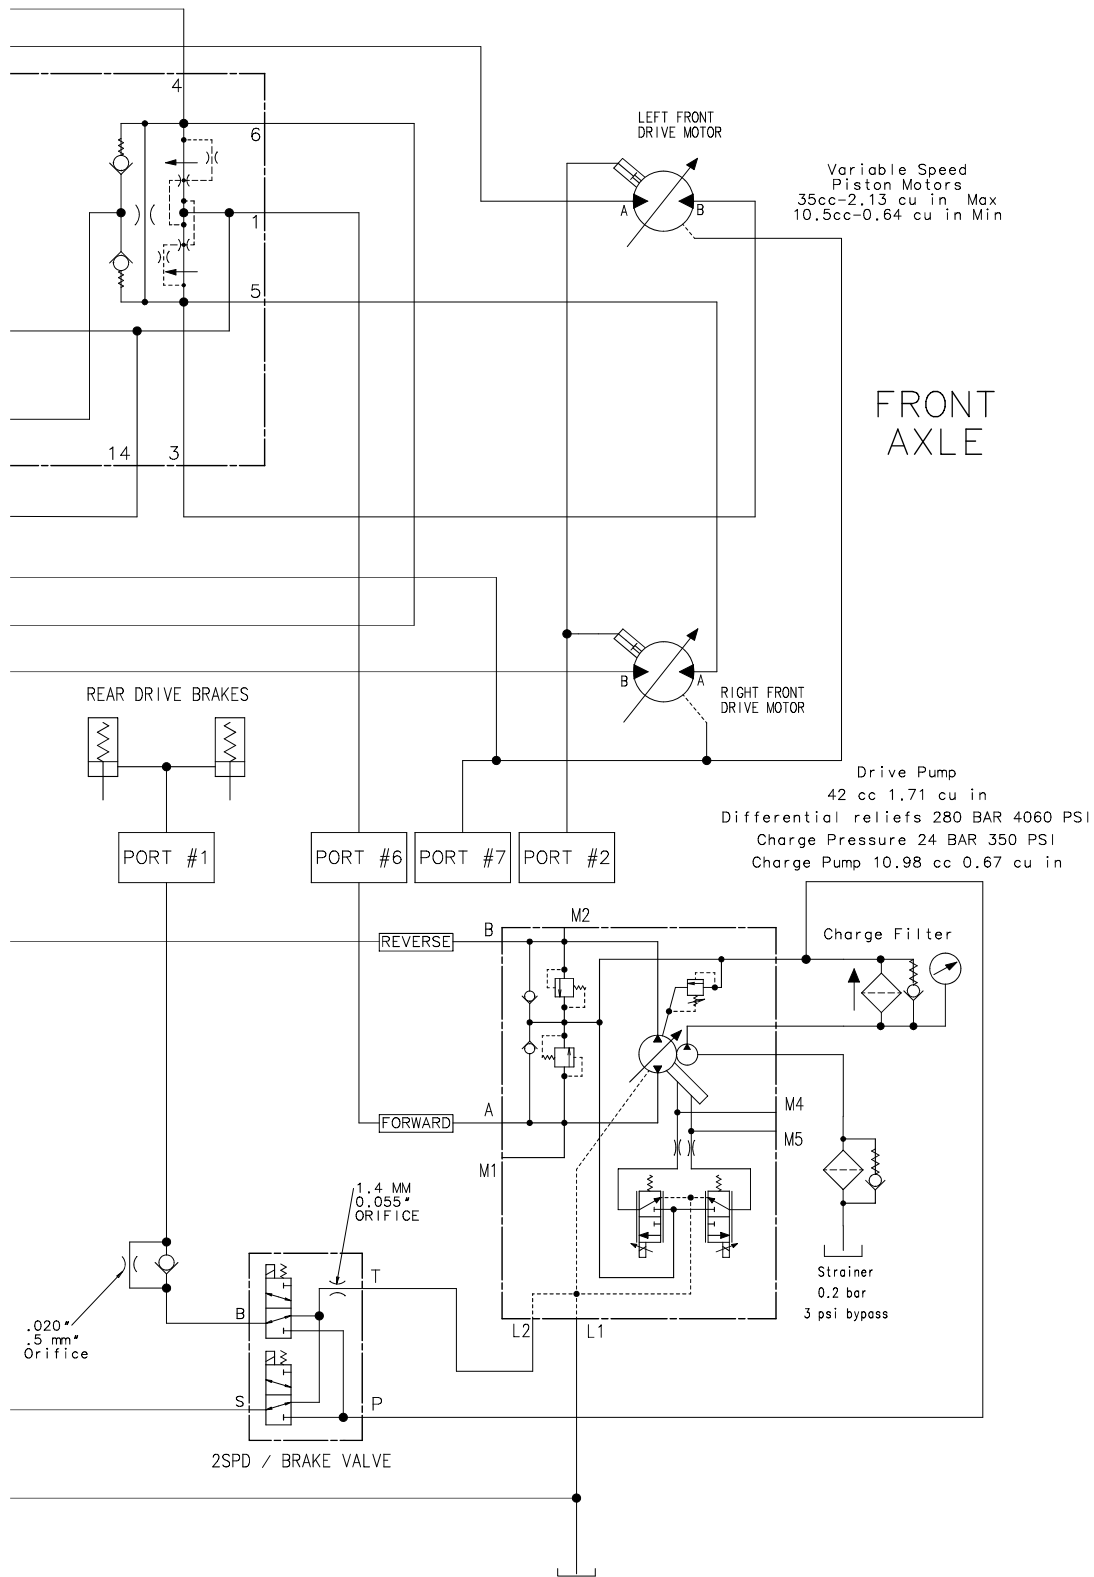 4
6
1
5
14 3
LEFT FRONT
DRIVE MOTOR
A B
Variable Speed
Piston Motors
35cc-2.13 cu in Max
10.5cc-0.64 cu in Min
FRONT
AXLE
B A
RIGHT FRONT
DRIVE MOTOR
REAR DRIVE BRAKES
Drive Pump
42 cc 1.71 cu in
Differential reliefs 280 BAR 4060 PSI
Charge Pressure 24 BAR 350 PSI
Charge Pump 10.98 cc 0.67 cu in
PORT #1
PORT #6
PORT #7
PORT #2
M2
B
REVERSE
Charge Filter
A
FORWARD
M1
M4
M5
1.4 MM
0.055"
ORIFICE
T
B
.020"
.5 mm"
Orifice
S
P
2SPD / BRAKE VALVE
L2
L1
Strainer
0.2 bar
3 psi bypass